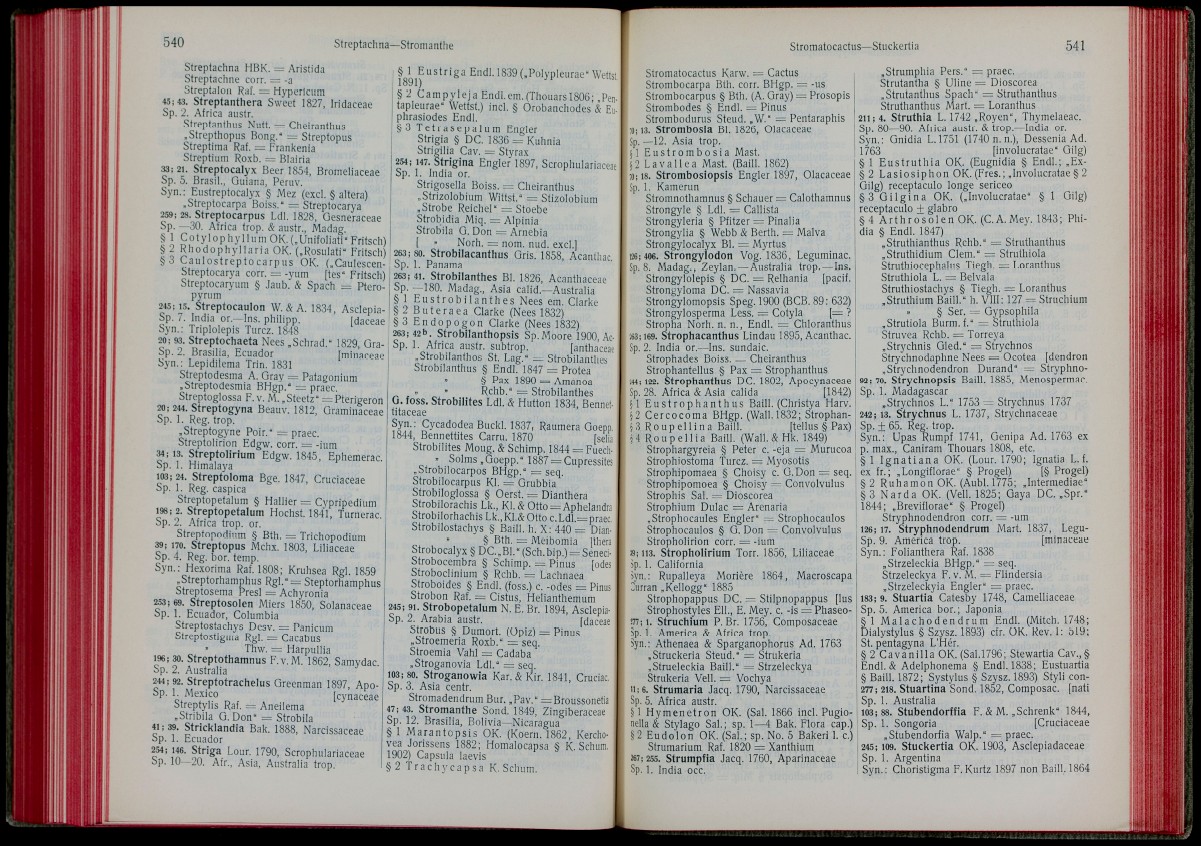 540
Streptachna—Stromanthe
Streptachna HBK. = Aristida
Streptachne corr. = -a
Streptalon Raf. = Hypericum
45; 43. Streptanthera Sweet 1827, Iridaceae
Sp. 2. Africa austr.
Streptanthus Nutt. = Cheiranthus
„Strepthopus Bong.“ = Streptopus
Streptima Raf. = Frankenia
Streptium Roxb. = Blairia
33; 21. Streptocalyx Beer 1854, Bromeliaceae
Sp. 5. Brasil., Guiana, Peruv.
Syn.: Eustreptocalyx § Mez (excl. § altera)
„Streptocarpa Boiss.“ = Streptocarya
259; 28. Streptocarpus Ldl. 1828, Gesneraceae
Sp. —30. Africa trop. & austr., Madag.
§ 1 Cotylophyllum OK. („Unifoliati“ Fritsch)
§ 2 Rhodophyllaria OK. („Rosulati“ Fritsch)
§ 3 Caulostreptocarpus OK. („Caulescen-
Streptocarya corr. = -yum [tes“ Fritsch)
Streptocaryum § Jaub. & Spach = Ptero-
pyrum
245; 15. Streptocaulon W. & A. 1834, Asclepia-
Sp. 7. India or.—Ins. philipp. [daceae
Syn.: Triplolepis Turcz. 1848
20; 93. Streptochaeta Nees „Schrad.“ 1829, Gra-
Sp. 2. Brasilia, Ecuador [minaceae
Syn.: Lepidilema Trin. 1831
Streptodesma A. Gray = Patagonium
„Streptodesmia BHgp.“ = praec.
Streptoglossa F. v. M. „Steetz“ = Pterigeron
20; 244. Streptogyna Beauv. 1812, Graminaceae
Sp. 1. Reg. trop.
„Streptogyne Poir.“ = praec.
Streptolirion Edgw. corr. = -ium
34; 13. Streptolirium Edgw. 1845, Ephemerac.
Sp. 1. Himalaya
103; 24. Streptoloma Bge. 1847, Cruciaceae
Sp. 1. Reg. caspica
Streptopetalum § Hallier = Cypripedium
198; 2. Streptopetalum Hochst. 1841, Turnerac.
Sp. 2. Africa trop. or.
Streptopodium § Bth. = Trichopodium
39; 170. Streptopus Mchx. 1803, Liliaceae
Sp. 4. Reg. bor. temp.
Syn.: Hexorima Raf. 1808; Kruhsea Rgl. 1859
„Streptorhamphus Rgl.“ = Steptorhamphus
Streptosema Presl = Achyronia
253; 69. Streptosolen Miers 1850, Solanaceae
Sp. 1. Ecuador, Columbia
Streptostachys Desv. = Panicum
Streptostigma Rgl. = Cacabus
„ Thw. = Harpullia
196; 30. Streptothamnus F. v. M. 1862, Samydac.
Sp. 2. Australia
244; 92. Streptotrachelus Greenman 1897, Apo-
Sp. 1. Mexico [cynaceae
Streptylis Raf. = Aneilema
„Stribila G. Don“ = Strobila
41; 39. Stricklandia Bak. 1888, Narcissaceae
Sp. 1. Ecuador
254; 146. Striga Lour. 1790, Scrophulariaceae
Sp. 10—20. Afr., Asia, Australia trop.
§ 1 Eustriga Endl. 1839 („Polypleurae“ Wettst.
1891)
§ 2 Campyleja Endl. em. (Thouars 1806; „Pen-
tapleurae“ Wettst.) incl. § Orobanchodes & Eu-
phrasiodes Endl.
§ 3 Tetrasepalum Engler
Strigia § DC. 1836 = Kuhnia
Strigilia Cav. = Styrax
254; 147. Strigina Engler 1897, Scrophulariaceae
Sp. 1. India or.
Strigosella Boiss. = Cheiranthus
„Strizolobium Wittst.“ = Stizolobium
„Strobe Reichel“ = Stoebe
Strobidia Miq. = Alpinia
Strobila G. Don = Arnebia
[ „ Norh. = nom. nud. excl.]
263; 80. Strobilacanthus Gris. 1858, Acanthac.
Sp. 1. Panama
263; 41. Strobilanthes Bl. 1826, Acanthaceae
Sp. —180. Madag., Asia calid.—Australia
§ 1 Eustrobilanthes Nees em. Clarke
§ 2 Buteraea Clarke (Nees 1832)
§ 3 Endopogon Clarke (Nees 1832)
263; 42b. Strobilanthopsis Sp. Moore 1900, Ac-
Sp. 1. Africa austr. subtrop. [anthaceae
„Strobilanthos St. Lag.“ = Strobilanthes
Strobilanthus § Endl. 1847 = Protea
„ § Pax 1890 = Amanoa
„ „ Rchb.“ = Strobilanthes
G. foss. Strobilites Ldl. & Hutton 1834, Bennet-
titaceae
Syn.: Cycadodea Buckl. 1837, Raumera Goepp.
1844, Bennettites Carru. 1870 [selia
Strobilites Moug. & Schimp. 1844 = Fuech-
„ Solms „Goepp.“ 1887 = Cupressites
„Strobilocarpos BHgp.“ = seq.
Strobilocarpus Kl. = Grubbia
Strobiloglossa § Oerst. = Dianthera
Strobilorachis Lk., Kl. & Otto = Aphelandra
Strobilorhachis Lk., Kl. & Otto c. Ldl. = praec.
Strobilostachys § Baill. h. X: 440 = Dian-
„ § Bth. = Meibomia [thera
Strobocalyx § DC. „Bl.“ (Sch. bip.) = Seneci-
Strobocembra § Schimp. = Pinus [odes
Stroboclinium § Rchb. = Lachnaea
Stroboides § Endl. (foss.) c. -odes = Pinus
Strobon Raf. = Cistus, Helianthemum
245; 91. Strobopetalum N. E. Br. 1894, Asclepia-
Sp. 2. Arabia austr. [daceae
Strobus § Dumort. (Opiz) = Pinus
„Stroemeria Roxb.“ = seq.
Stroemia Vahl = Cadaba
„Stroganovia Ldl.“ = seq.
103; 80. Stroganowia Kar. & Kir. 1841, Cruciac.
Sp. 3. Asia centr.
Stromadendrum Bur. „Pav.“ = Broussonetia
47; 43. Stromanthe Sond. 1849, Zingiberaceae
Sp. 12. Brasilia, Bolivia—Nicaragua
§ 1 Marantopsis OK. (Koern. 1862, Kercho-
vea Jorissens 1882; Homalocapsa § K. Schum.
1902) Capsula laevis
§ 2 Trachycapsa K. Schum.
Stromatocactus—Stuckertia
541
Stromatocactus Karw. = Cactus
Strombocarpa Bth. corr. BHgp. = -us
Strombocarpus § Bth. (A. Gray) = Prosopis
Strombodes § Endl. = Pinus
Strombodurus Steud. „W.“ = Pentaraphis
13. Strombosia Bl. 1826, Olacaceae
Sp. —12. Asia trop.
§ 1 Eustrombosia Mast.
§ 2 Lavallea Mast. (Baill. 1862)
18. Strombosiopsis Engler 1897, Olacaceae
Sp. 1. Kamerun
Stromnothamnus § Schauer = Calothamnus
Strongyle § Ldl. = Callista
Strongyleria § Pfitzer = Pinalia
Strongylia § Webb & Berth. = Malva
Strongylocalyx Bl. = Myrtus
126; 406. Strongylodon Vog. 1836, Leguminac.
Sp. 8. Madag., Zeylan.—Australia trop.—Ins.
Strongylolepis § DC. = Relhania [pacif.
Strongyloma DC. = Nassavia
Strongylomopsis Speg. 1900 (BCB. 89: 632)
Strongylosperma Less. = Cotyla [= ?
Stropha Norh. n. n., Endl. = Chloranthus
263; 169. Strophacanthus Lindau 1895, Acanthac.
Sp. 2. India or.—Ins. sundaic.
Strophades Boiss. = Cheiranthus
Strophantellus § Pax = Strophanthus
244; 122. Strophanthus DC. 1802, Apocynaceae
Sp. 28. Africa & Asia calida [1842)
§ 1 Eustrophanthus Baill. (Christya Harv.
§ 2 Cercocoma BHgp. (Wall. 1832; Strophan-
§ 3 Roupellina Baill. [tellus § Pax)
§ 4 Roupellia Baill. (Wall. & Hk. 1849)
Strophargyreia § Peter c. -eja = Murucoa
Strophiostoma Turcz. = Myosotis
Strophipomaea § Choisy c. G. Don = seq.
Strophipomoea § Choisy = Convolvulus
Strophis Sal. = Dioscorea
Strophium Dulac = Arenaria
„Strophocaules Engler“ = Strophocaulos
Strophocaulos § G. Don = Convolvulus
Stropholirion corr. = -ium
113. Stropholirium Torr. 1856, Liliaceae
Sp. 1. California
Syn.: Rupalleya Morière 1864, Macroscapa
Curran „Kellogg“ 1885
Strophopappus DC. = Stilpnopappus [lus
Strophostyles Ell., E. Mey. c. -is = Phaseo-
277; 1. Struchium P. Br. 1756, Composaceae
Sp. 1. America & Africa trop.
Syn.: Athenaea & Sparganophorus Ad. 1763
„Struckeria Steud.“ = Strukeria
„Strueleckia Baill.“ = Strzeleckya
Strukeria Vell. = Vochya
6. Strumaria Jacq. 1790, Narcissaceae
Sp. 5. Africa austr.
§ 1 Hymenetron OK. (Sal. 1866 incl. Pugio-
nella & Stylago Sal.; sp. 1—4 Bak. Flora cap.)
§ 2 Eudolon OK. (Sal.; sp. No. 5 Bakeri l. c.)
Strumarium Raf. 1820 = Xanthium
267; 255. Strumpfia Jacq. 1760, Aparinaceae
Sp. 1. India occ.
„Strumphia Pers.“ = praec.
Strutantha § Uline = Dioscorea
„Strutanthus Spach“ = Struthanthus
Struthanthus Mart. = Loranthus
211; 4. Struthia L. 1742 „Royen“, Thymelaeac.
Sp. 80—90. Africa austr. & trop.—India or.
Syn.: Gnidia L. 1751 (1740 n. n.), Dessenia Ad.
1763 [Involucratae“ Gilg)
§ 1 Eustruthia OK. (Eugnidia § Endl.; „Ex-
§ 2 Lasiosiphon OK. (Fres.; „Involucratae § 2
Gilg) receptaculo longe sericeo
§ 3 Gilgina OK. („Involucratae“ § 1 Gilg)
receptaculo ± glabro
§ 4 Arthrosolen OK. (C. A. Mey. 1843; Phi-
dia § Endl. 1847)
„Struthianthus Rchb.“ = Struthanthus
„Struthidium Clem.“ = Struthiola
Struthiocephalus Tiegh. = Loranthus
Struthiola L. = Belvala
Struthiostachys § Tiegh. = Loranthus
„Struthium Baill.“ h. VIII: 127 = Struchium
„ § Ser. = Gypsophila
„Strutiola Burm. f.“ = Struthiola
Struvea Rchb. = Torreya
„Strychnis Gled.“ = Strychnos
Strychnodaphne Nees = Ocotea [dendron
„Strychnodendron Durand“ = Stryphno-
92; 76. Strychnopsis Baill. 1885, Menospermac.
Sp. 1. Madagascar
„Strychnos L.“ 1753 = Strychnus 1737
242; 13. Strychnus L. 1737, Strychnaceae
Sp. ± 65. Reg. trop.
Syn.: Upas Rumpf 1741, Genipa Ad. 1763 ex
p. max., Caniram Thouars 1808, etc.
§ 1 Ignatiana OK. (Lour. 1790; Ignatia L. f.
ex fr.; „Longiflorae“ § Progel) [§ Progel)
§ 2 Ruhamon OK. (Aubl. 1775; „Intermediae“
§ 3 Narda OK. (Vell. 1825; Gaya DC. „Spr.“
1844; „Breviflorae“ § Progel)
Stryphnodendron corr. = -um
126; 17. Stryphnodendrum Mart. 1837, Legu-
Sp. 9. America trop. [minaceae
Syn.: Folianthera Raf. 1838
„Strzeleckia BHgp.“ = seq.
Strzeleckya F. v. M. = Flindersia
„Strzeleckyia Engler“ = praec.
183; 9. Stuartia Catesby 1748, Camelliaceae
Sp. 5. America bor.; Japonia
§ 1 Malachodendrum Endl. (Mitch. 1748;
Dialystylus § Szysz. 1893) cfr. OK. Rev. I: 519;
St. pentagyna L'Hér.
§ 2 Cavanilla OK. (Sal. 1796; Stewartia Cav., §
Endl. & Adelphonema § Endl. 1838; Eustuartia
§ Baill. 1872; Systylus § Szysz. 1893) Styli con-
277; 218. Stuartina Sond. 1852, Composac. [nati
Sp. 1. Australia
103; 88. Stubendorffia F. & M. „Schrenk“ 1844,
Sp. 1. Songoria [Cruciaceae
„Stubendorfia Walp.“ = praec.
245; 109. Stuckertia OK. 1903, Asclepiadaceae
Sp. 1. Argentina
Syn.: Choristigma F. Kurtz 1897 non Baill. 1864